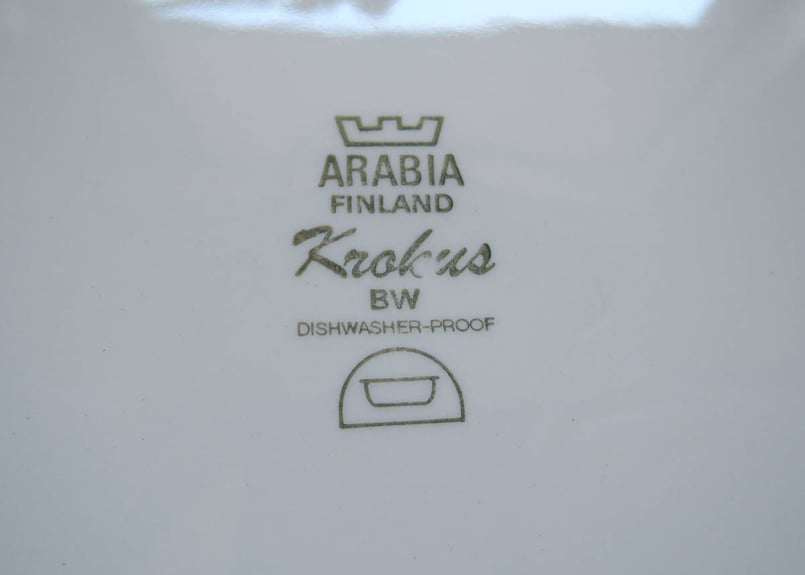 ARABIA
FINLAND
Krokus
BW
DISHWASHER-PROOF